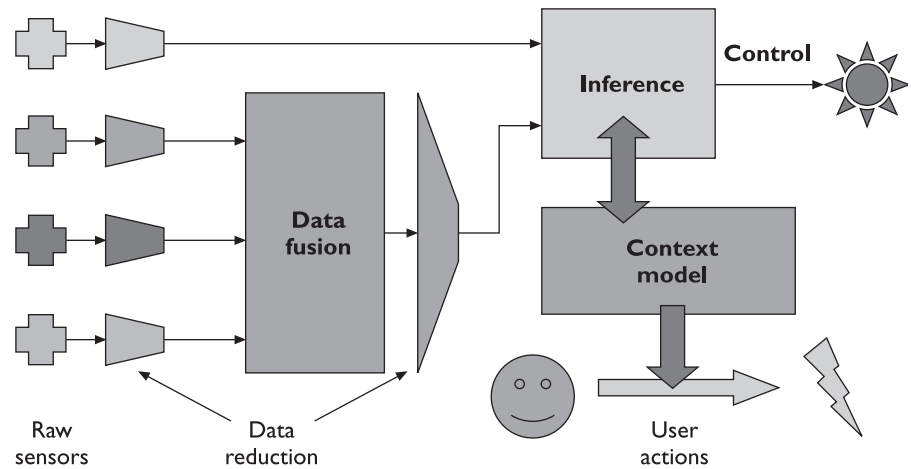 Control
Inference
Data
fusion
Context
model
Raw
sensors
Data
reduction
User
actions